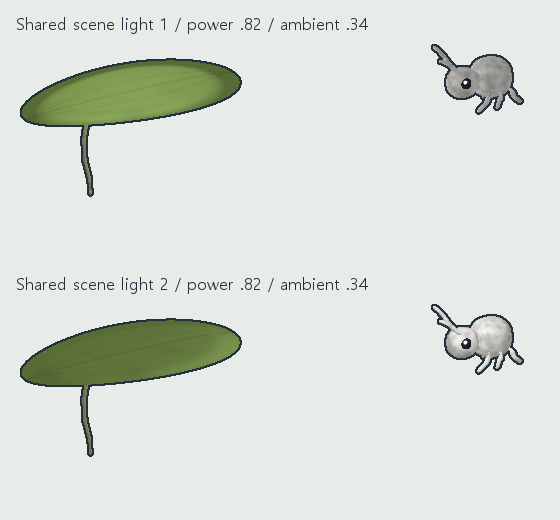 Shared scene light 1 / power .82 / ambient .34
Shared scene light 2 / power .82 / ambient .34